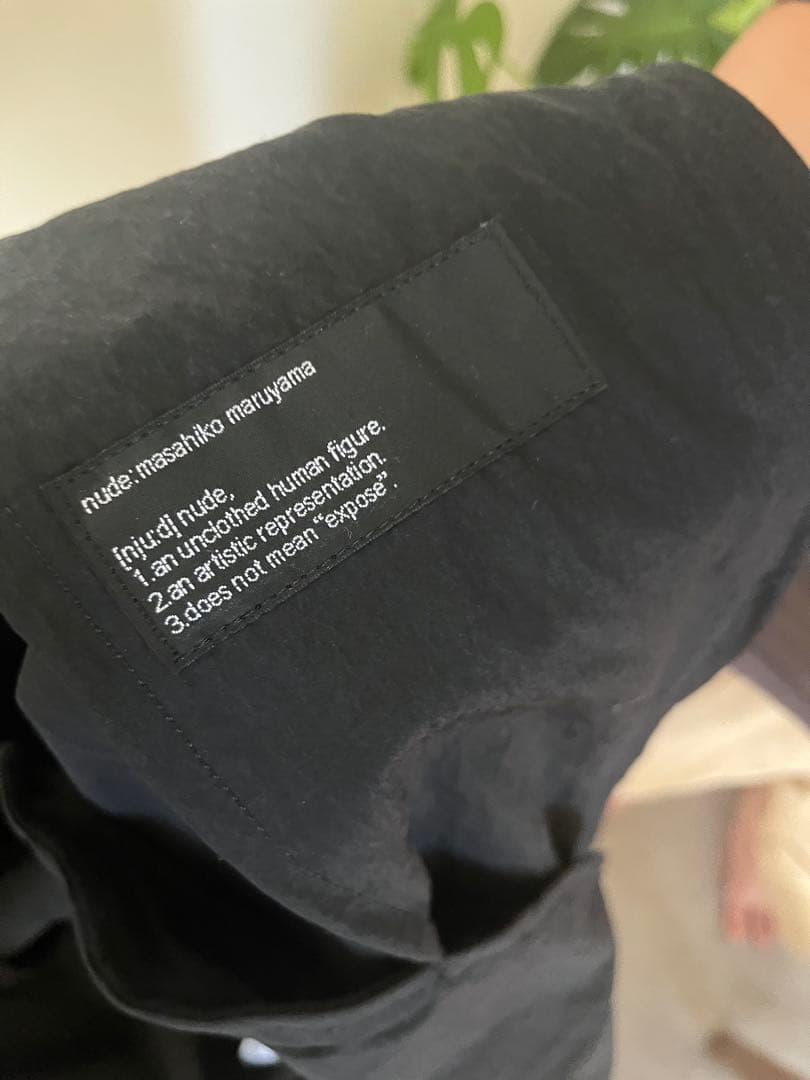 nude: masahiko maruyama
[nju:d] nude,
1.an unclothed human figure.
2.an artistic representation.
3.does not mean “expose”.